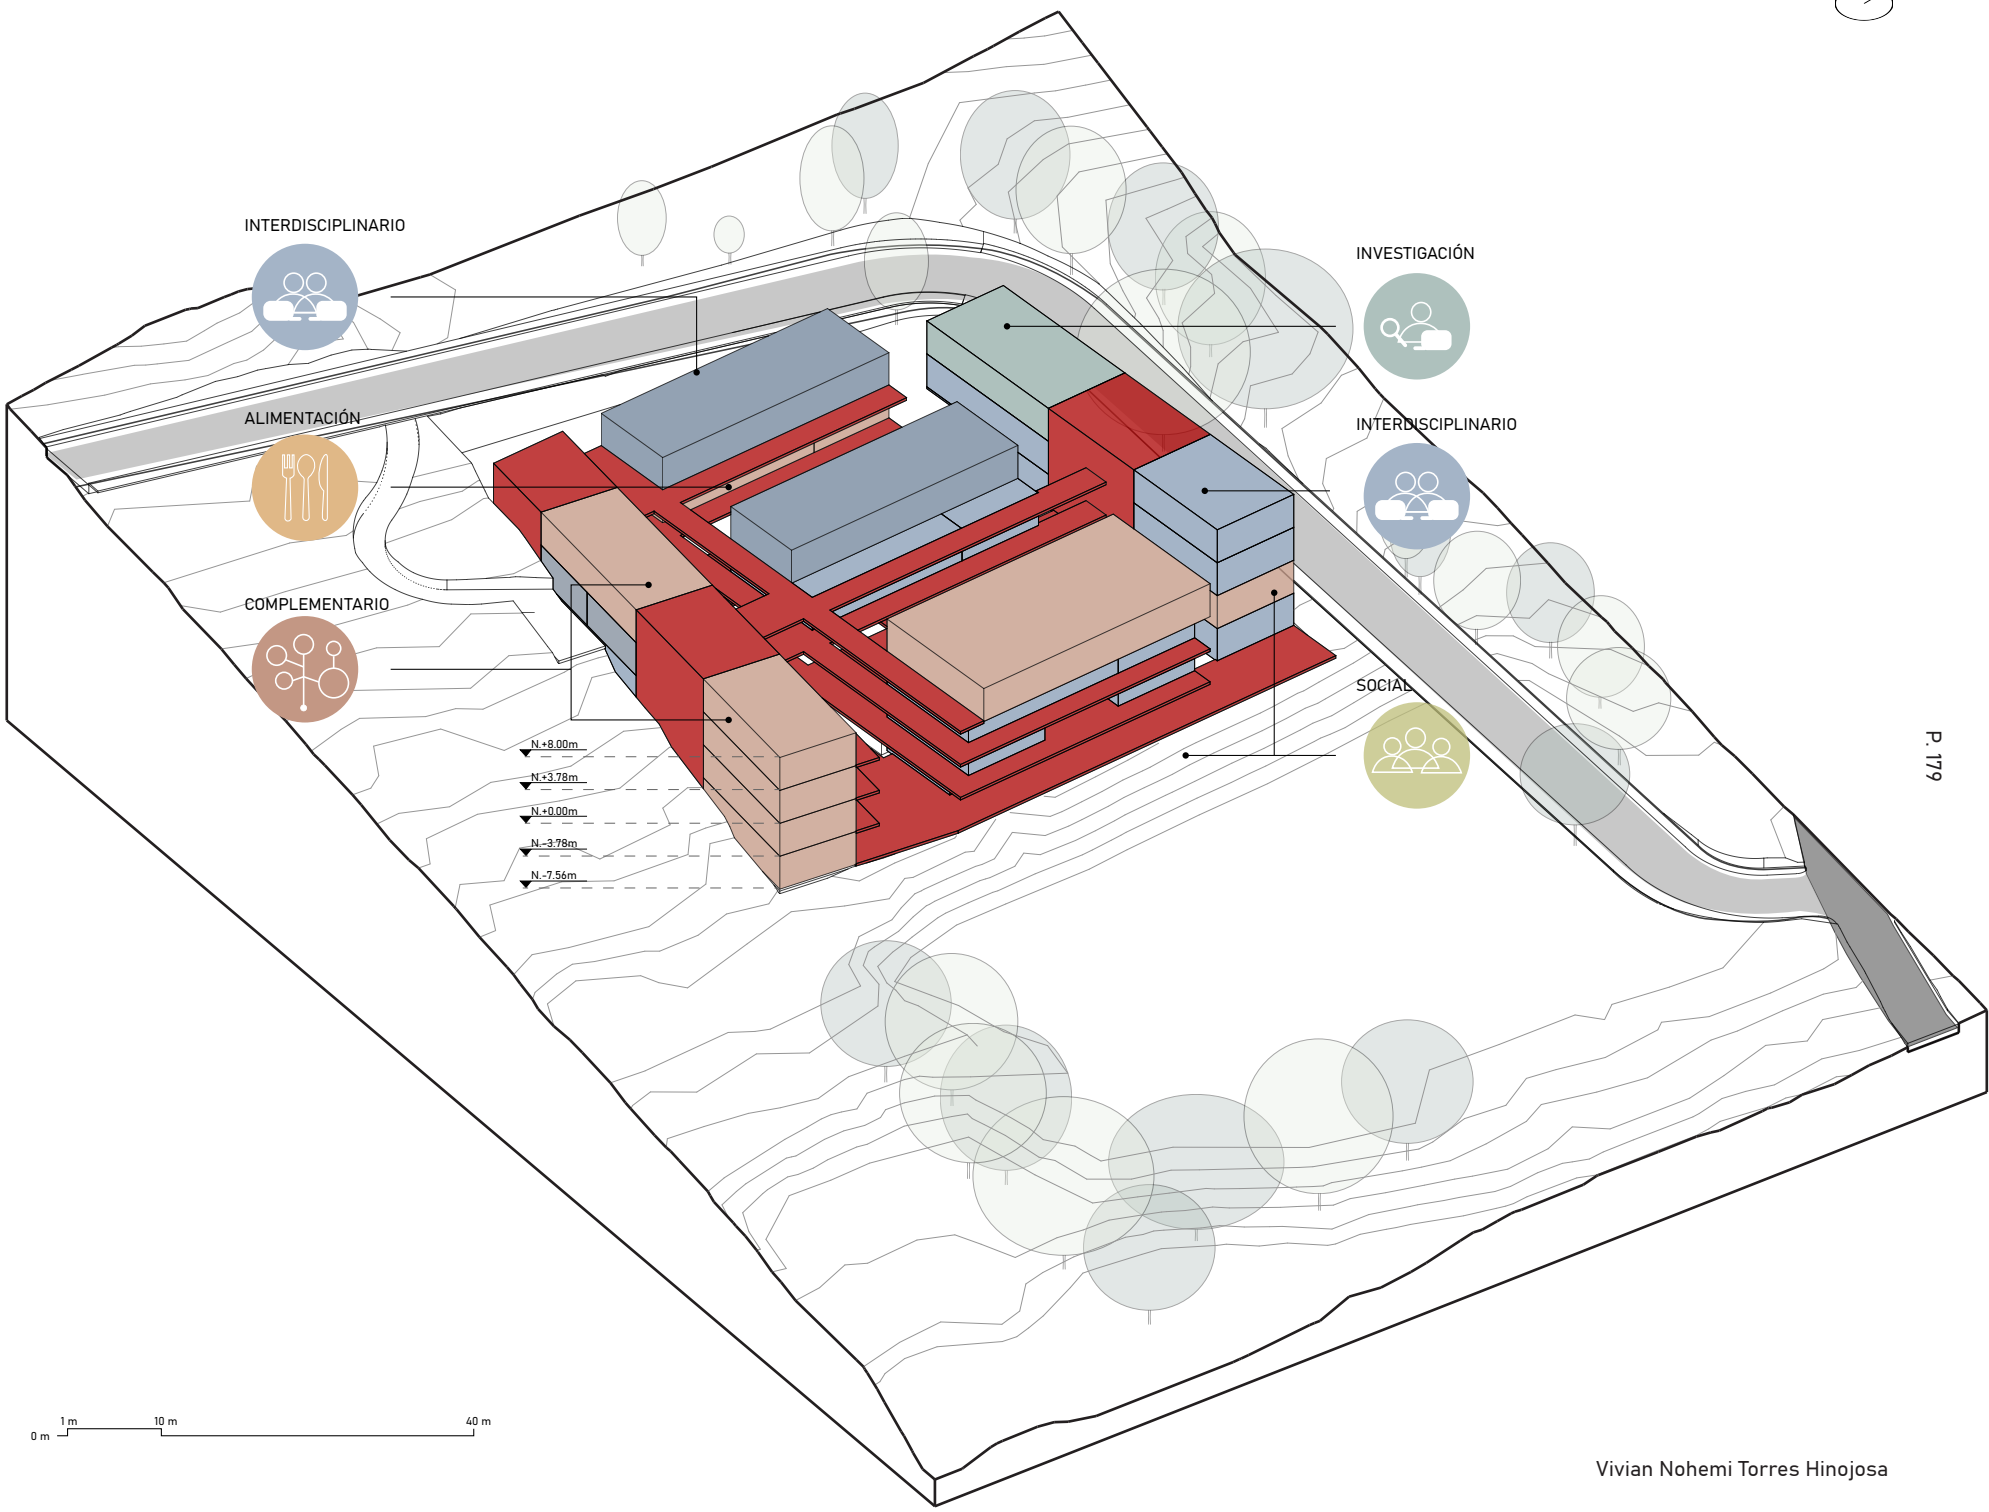 INTERDISCIPLINARIO
INVESTIGACIÓN
ALIMENTACIÓN
INTERDISCIPLINARIO
COMPLEMENTARIO
SOCIAL
N.+8.00m
N.+3.78m
N.+0.00m
N.-3.78m
N.-7.56m
P. 179
0 m 1 m 10 m 40 m
Vivian Nohemi Torres Hinojosa